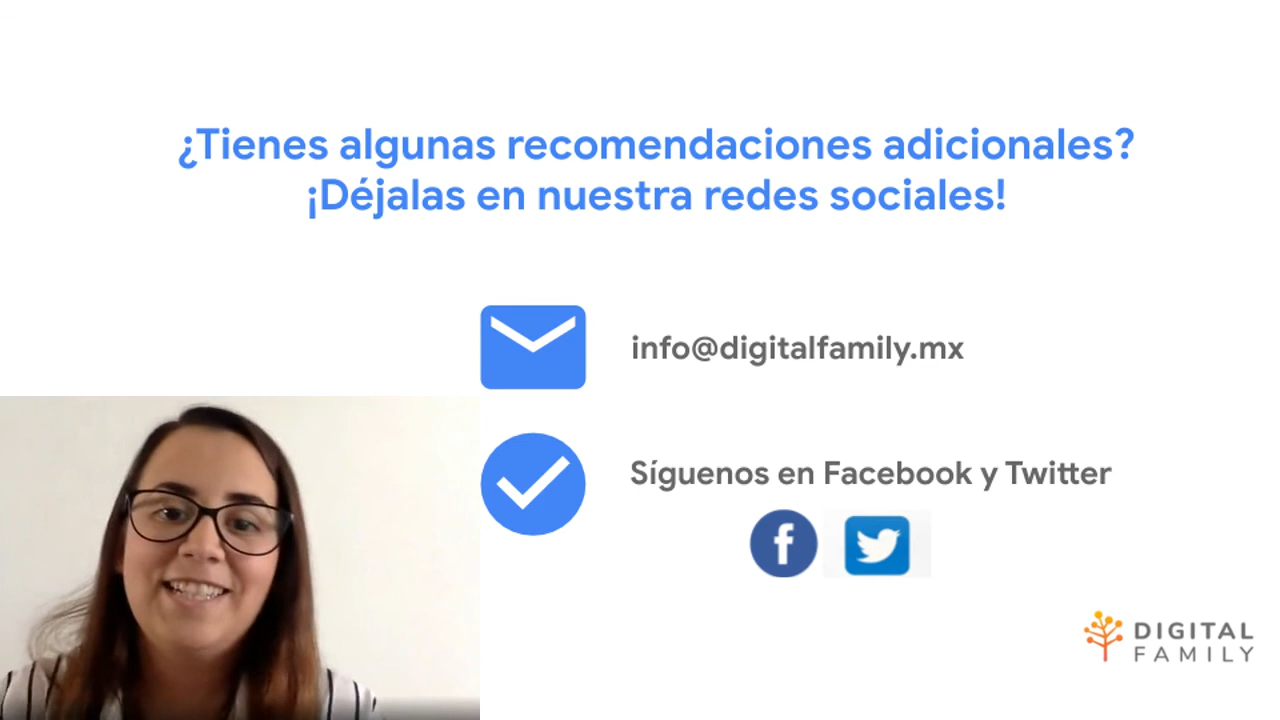 ¿Tienes algunas recomendaciones adicionales?
¡Déjalas en nuestra redes sociales!
info@digitalfamily.mx
Síguenos en Facebook y Twitter
DIGITAL
FAMILY